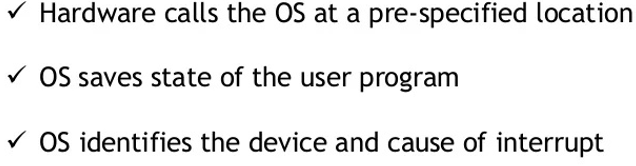 ✓ Hardware calls the OS at a pre-specified location
✓ OS saves state of the user program
✓ OS identifies the device and cause of interrupt